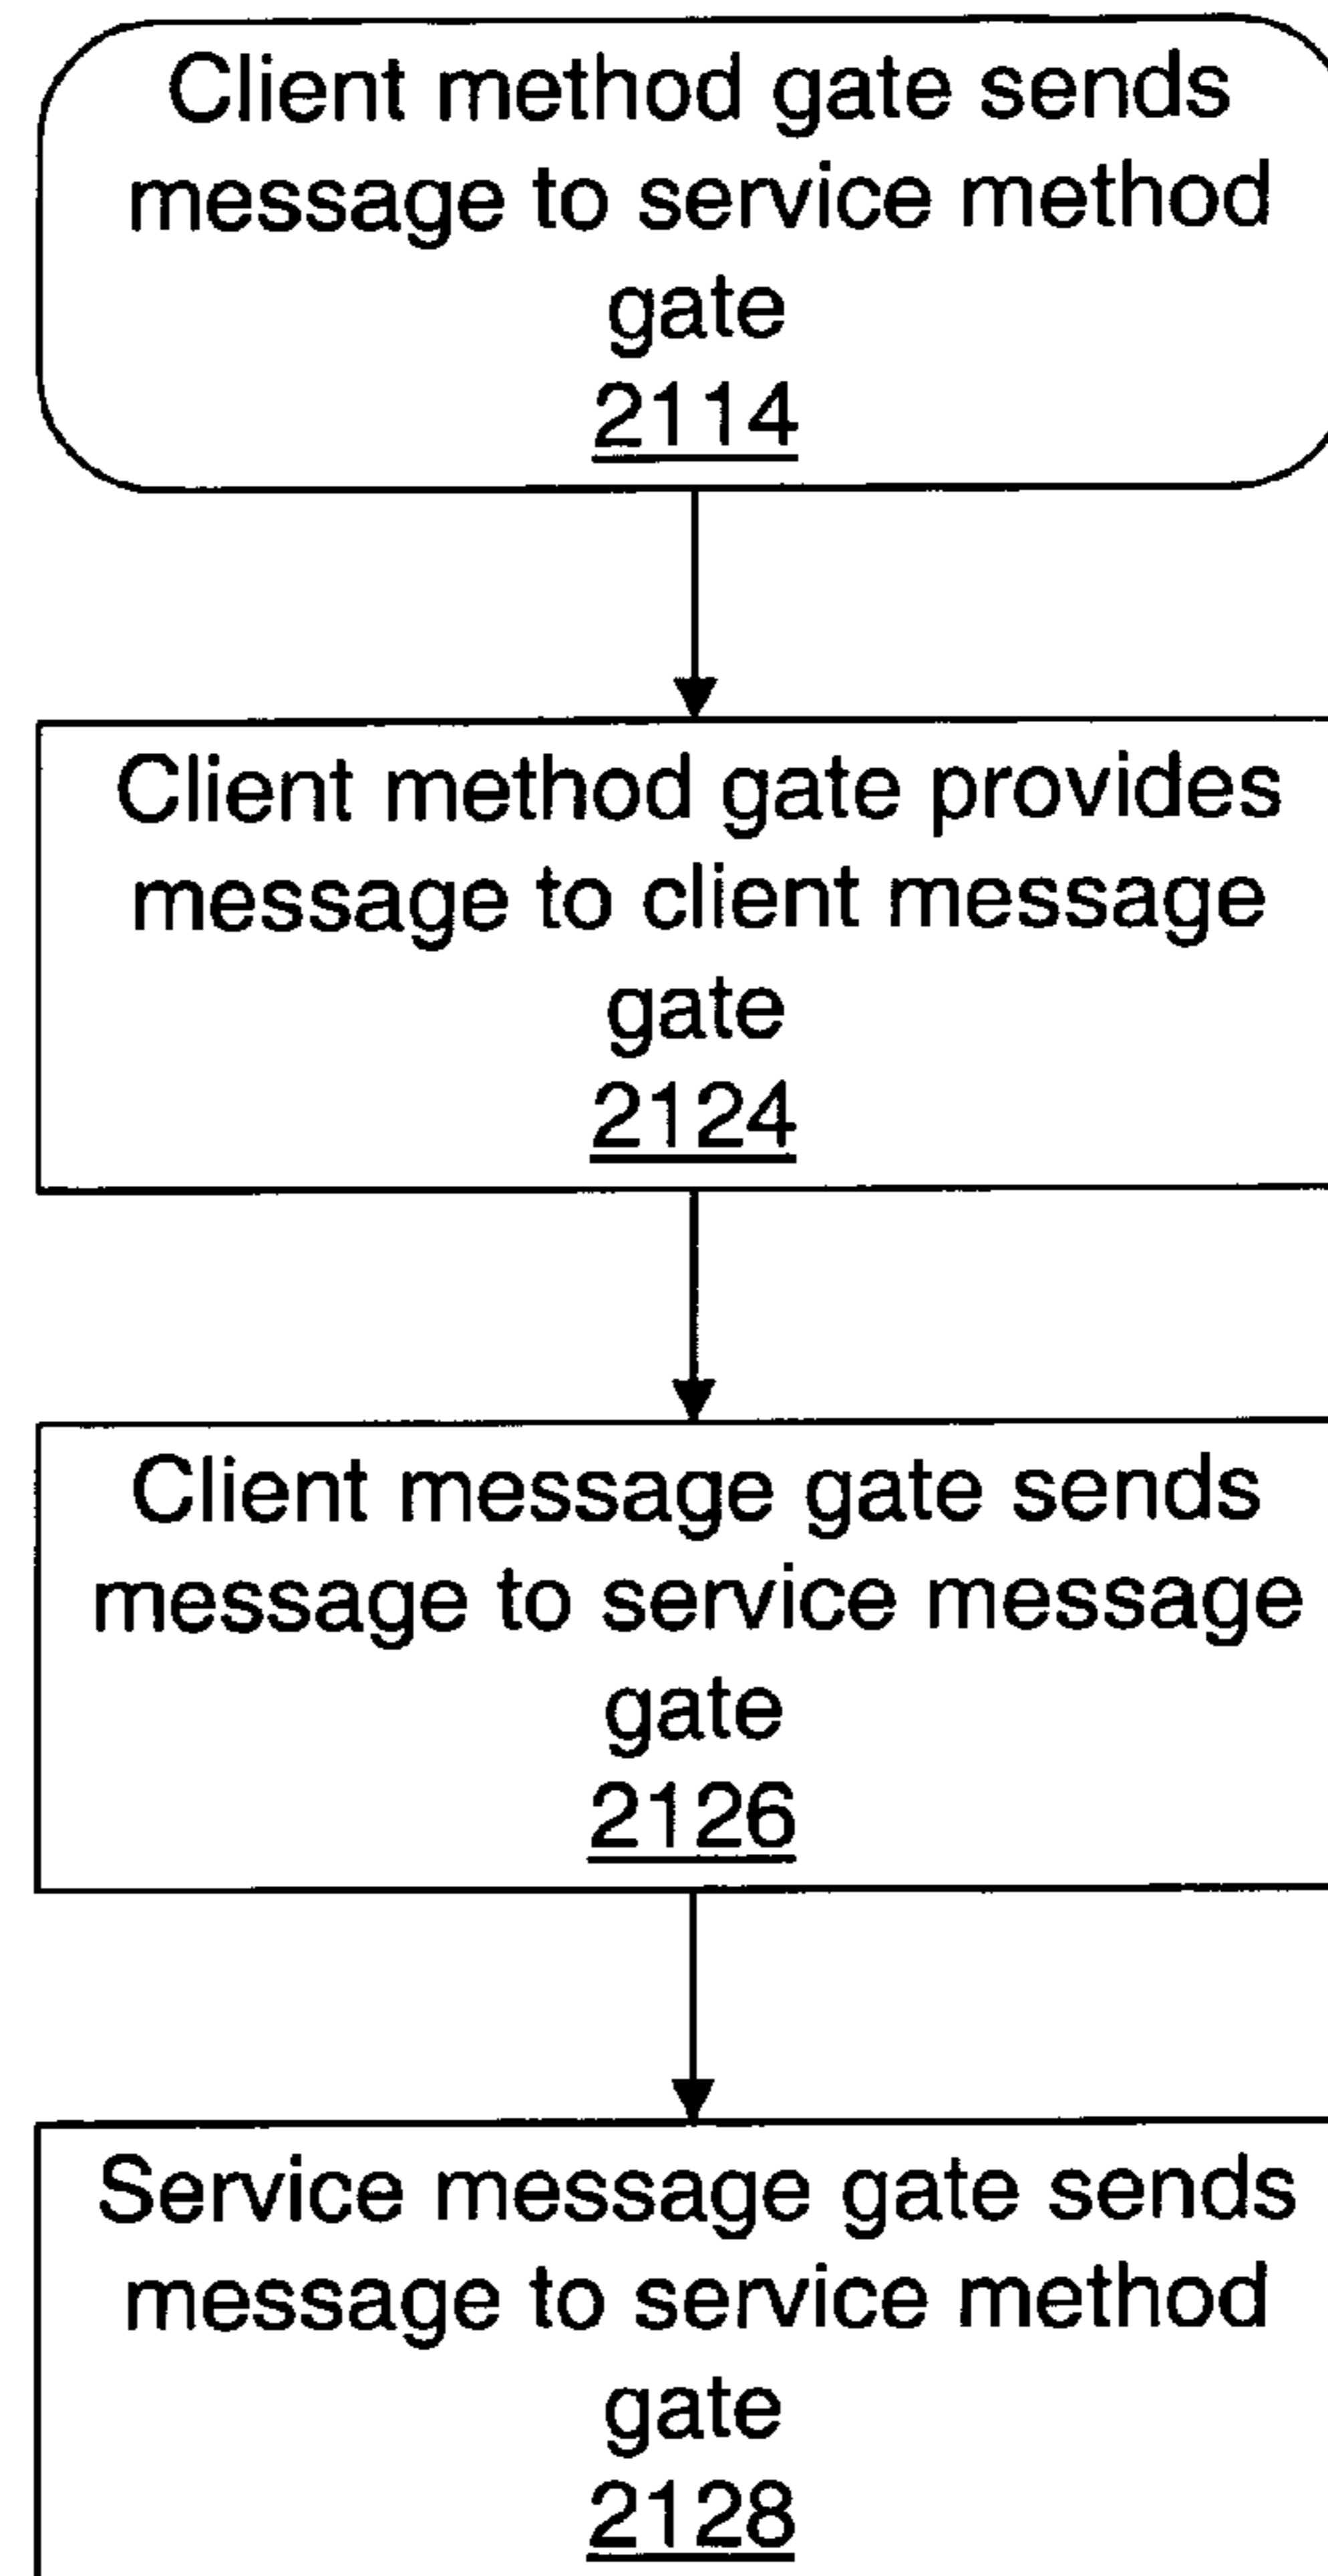 Client method gate sends
message to service method
gate
2114
Client method gate provides
message to client message
gate
2124
Client message gate sends
message to service message
gate
2126
Service message gate sends
message to service method
gate
2128